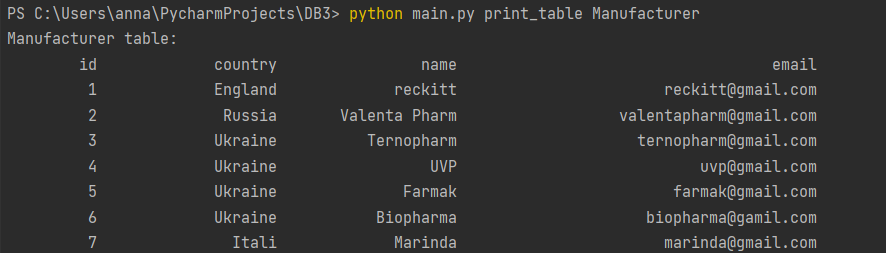 PS C:\Users\anna\PycharmProjects\DB3> python main.py print_table Manufacturer
Manufacturer table:
id country name email
1 England reckitt reckitt@gmail.com
2 Russia Valenta Pharm valentapharm@gmail.com
3 Ukraine Ternopharm ternopharm@gmail.com
4 Ukraine UVP uvp@gmail.com
5 Ukraine Farmak farmak@gmail.com
6 Ukraine Biopharma biopharma@gamil.com
7 Itali Marinda marinda@gmail.com